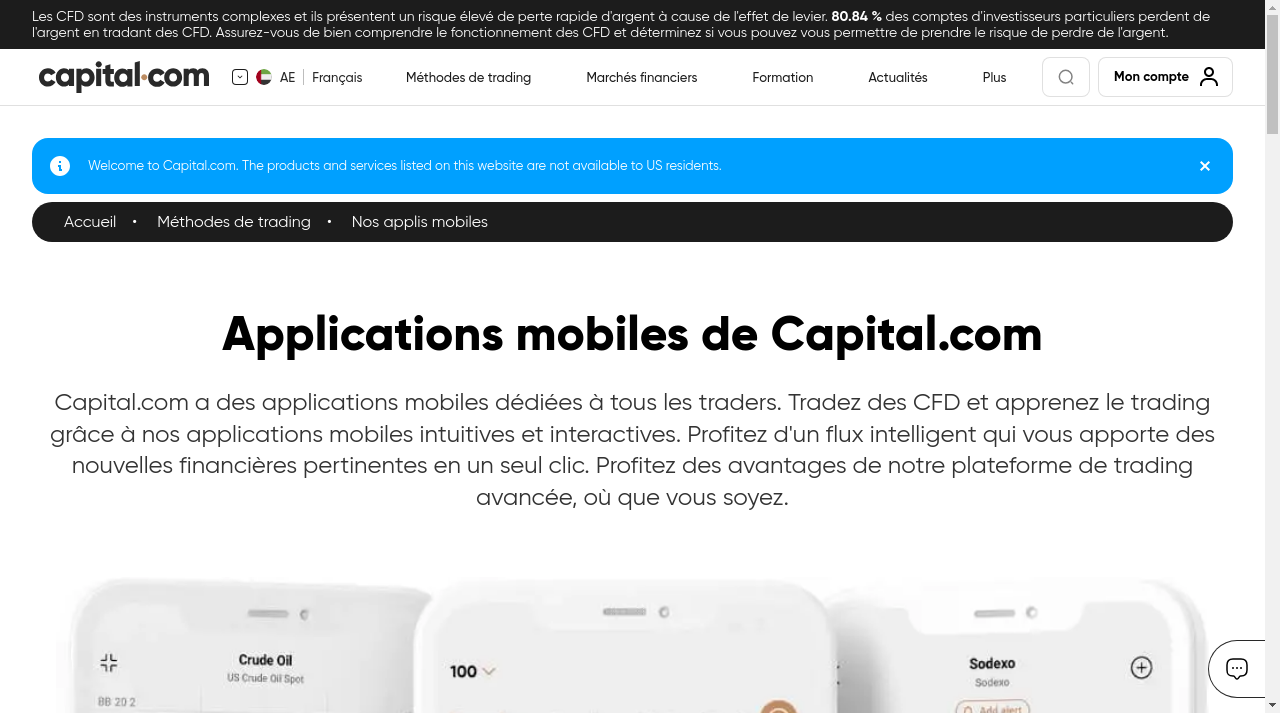 Les CFD sont des instruments complexes et ils présentent un risque élevé de perte rapide d'argent à cause de l'effet de levier. 80.84 % des comptes d'investisseurs particuliers perdent de
l'argent en tradant des CFD. Assurez-vous de bien comprendre le fonctionnement des CFD et déterminez si vous pouvez vous permettre de prendre le risque de perdre de l'argent.
capital.com
AE
Français
Méthodes de trading
Marchés financiers
Formation
Actualités
Plus
Mon compte
Welcome to Capital.com. The products and services listed on this website are not available to US residents.
Accueil • Méthodes de trading • Nos applis mobiles
Applications mobiles de Capital.com
Capital.com a des applications mobiles dédiées à tous les traders. Tradez des CFD et apprenez le trading
grâce à nos applications mobiles intuitives et interactives. Profitez d'un flux intelligent qui vous apporte des
nouvelles financières pertinentes en un seul clic. Profitez des avantages de notre plateforme de trading
avancée, où que vous soyez.
Crude Oil
US Crude Oil Spot
BB 20 2
100
Sodexo
Sodexo
Add alert